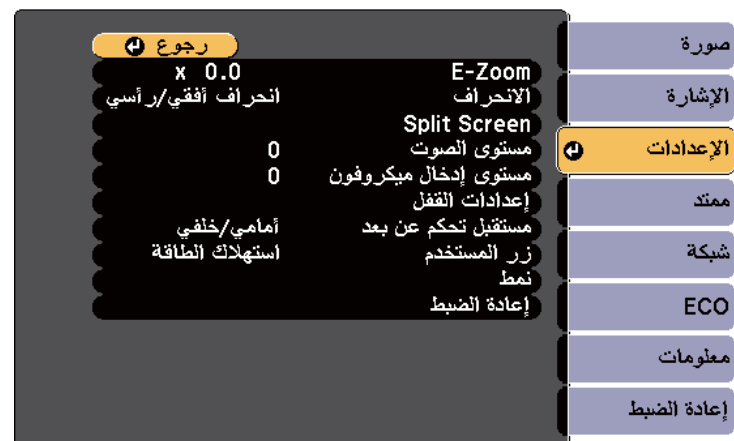 صورة
الإشارة
الإعدادات
ممتد
شبكة
ECO
معلومات
إعادة الضبط
رجوع
E-Zoom x 0.0
الانحراف انحراف أفقي/رأسي
Split Screen
مستوى الصوت 0
مستوى إدخال ميكروفون 0
إعدادات القفل
مستقبل تحكم عن بعد أمامي/خلفي
زر المستخدم استهلاك الطاقة
نمط
إعادة الضبط